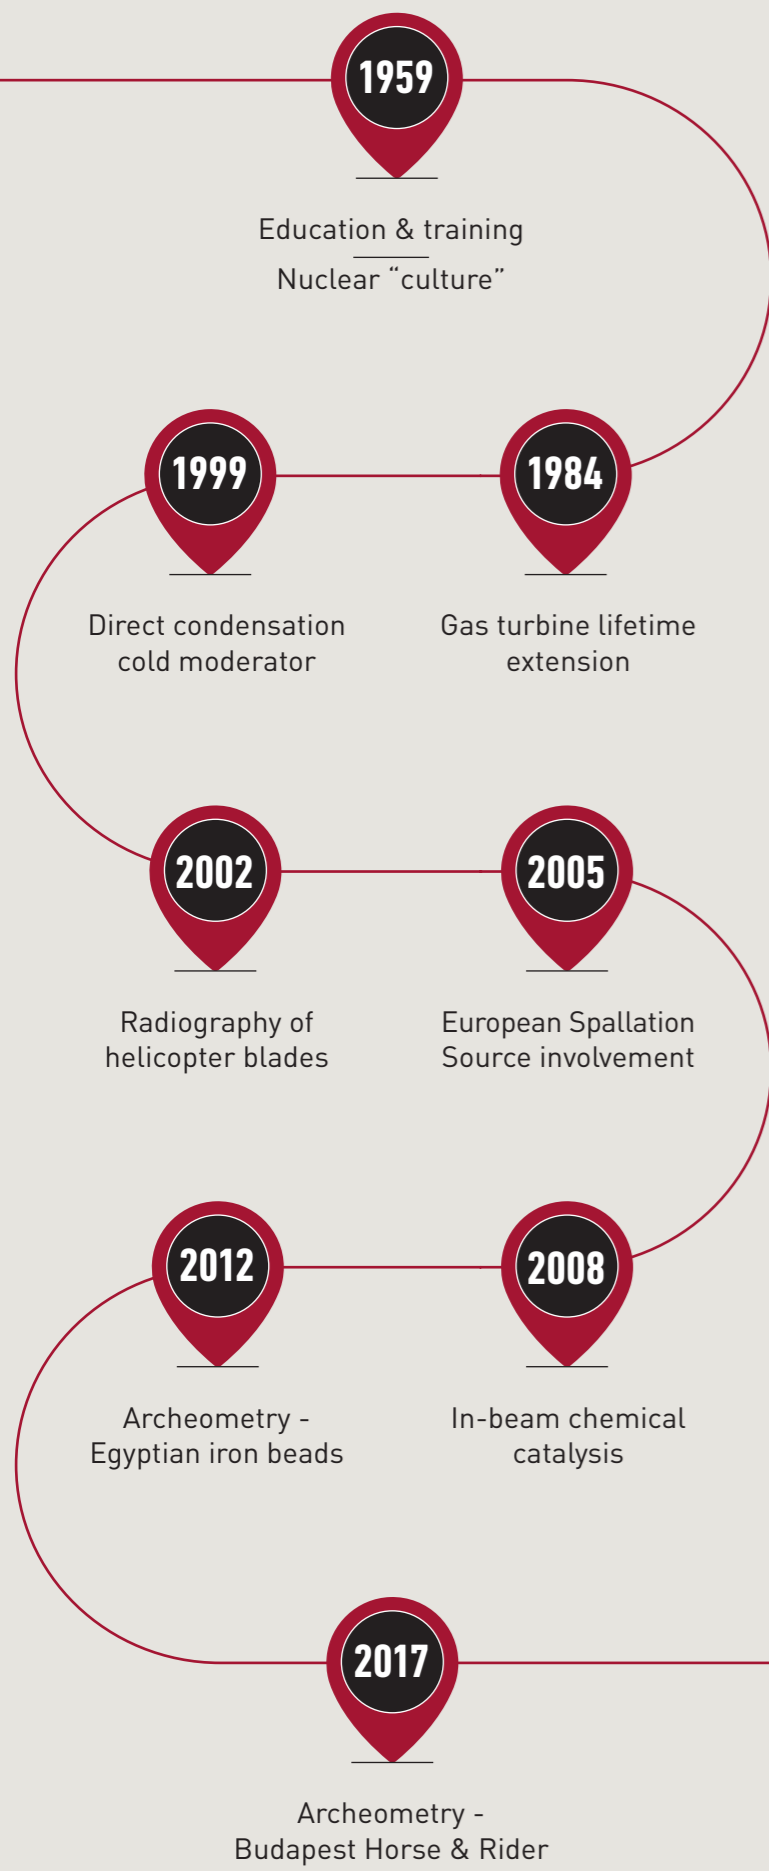 1959
Education & training
Nuclear “culture”
1984
Gas turbine lifetime
extension
1999
Direct condensation
cold moderator
2002
Radiography of
helicopter blades
2005
European Spallation
Source involvement
2008
In-beam chemical
catalysis
2012
Archeometry -
Egyptian iron beads
2017
Archeometry -
Budapest Horse & Rider